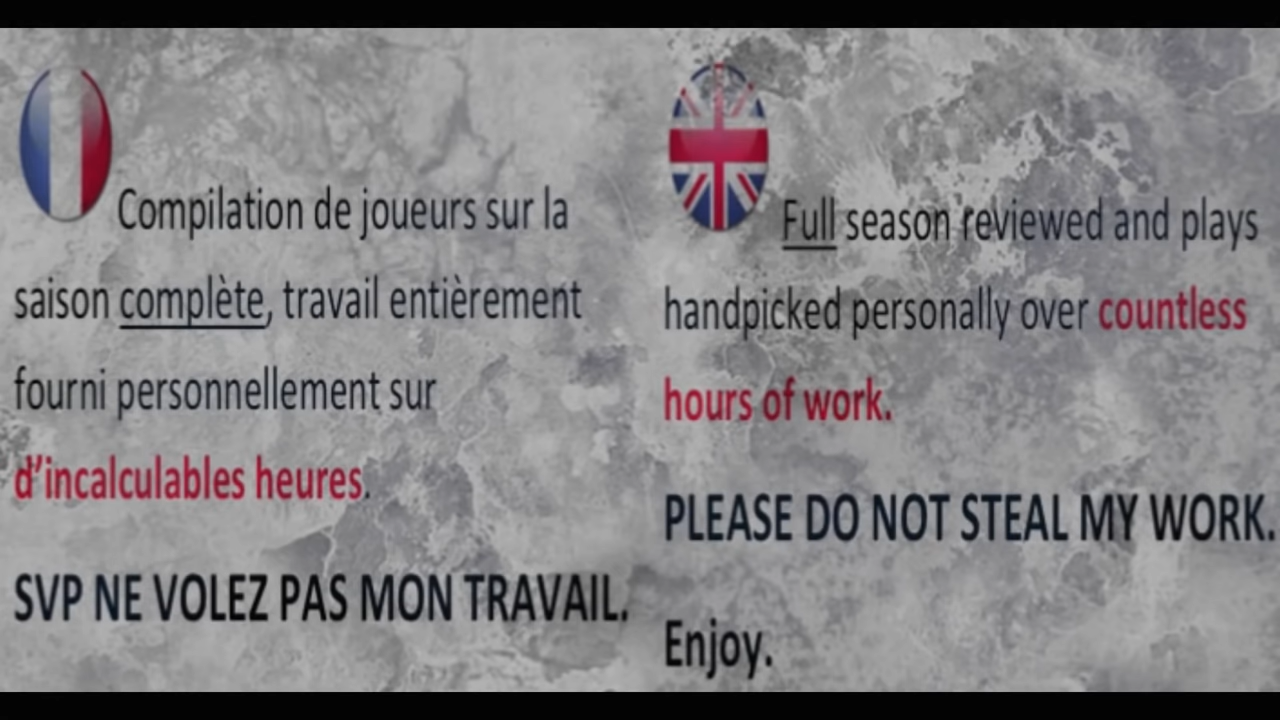 Compilation de joueurs sur la
saison complète, travail entièrement
fourni personnellement sur
d'incalculables heures.
SVP NE VOLEZ PAS MON TRAVAIL.
Full season reviewed and plays
handpicked personally over countless
hours of work.
PLEASE DO NOT STEAL MY WORK.
Enjoy.